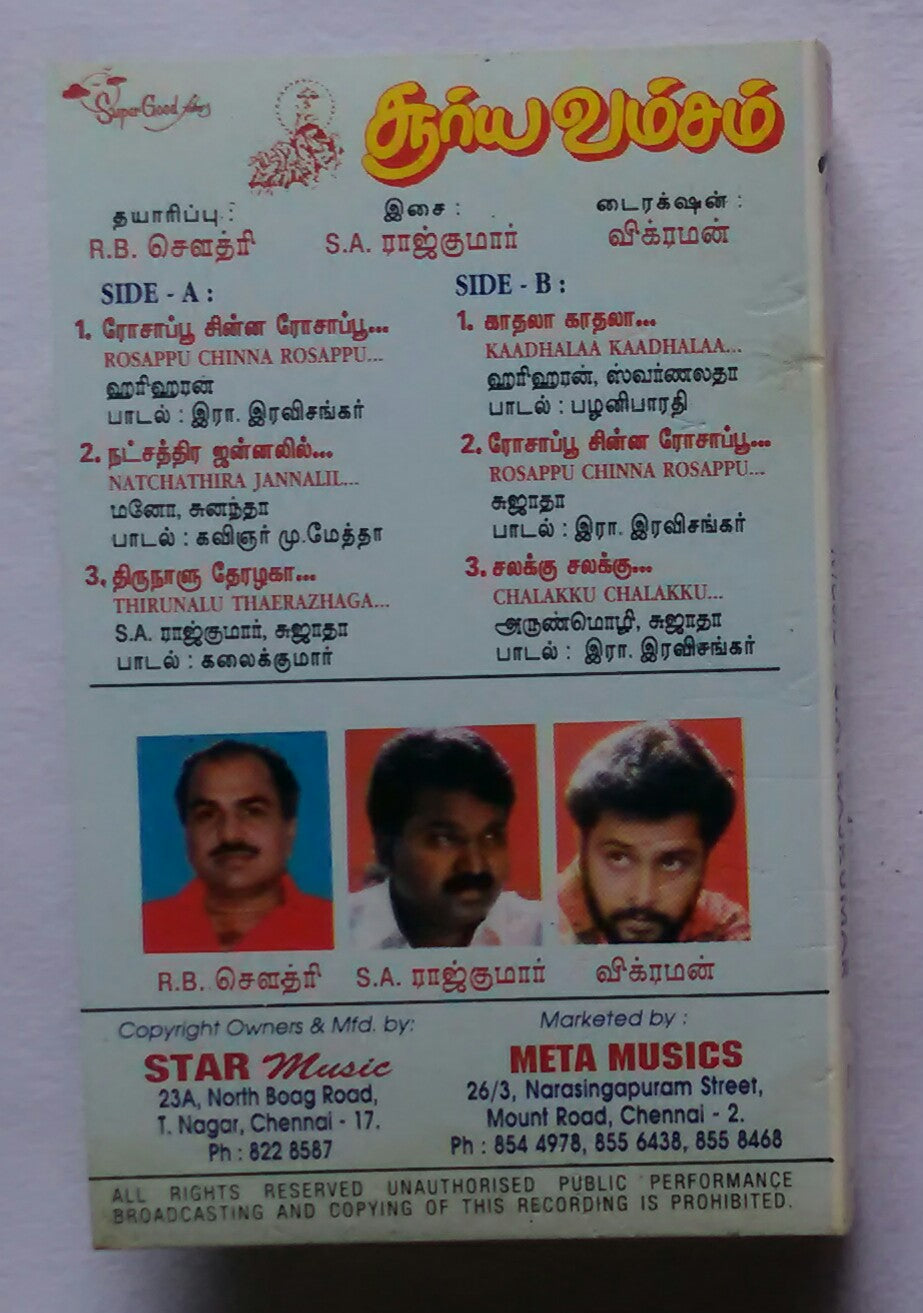 Super Good Films
சூர்ய வம்சம்
தயாரிப்பு :
R.B. சௌத்ரி
இசை :
S.A. ராஜ்குமார்
டைரக்ஷன் :
விக்ரமன்
SIDE - A :
1. ரோசாப்பூ சின்ன ரோசாப்பூ...
ROSAPPU CHINNA ROSAPPU...
ஹரிஹரன்
பாடல் : இரா. இரவிசங்கர்
2. நட்சத்திர ஜன்னலில்...
NATCHATHIRA JANNALIL...
மனோ, சுனந்தா
பாடல் : கவிஞர் மு.மேத்தா
3. திருநாளு தேரழகா...
THIRUNALU THAERAZHAGA...
S.A. ராஜ்குமார், சுஜாதா
பாடல் : கலைக்குமார்
SIDE - B :
1. காதலா காதலா...
KAADHALAA KAADHALAA...
ஹரிஹரன், ஸ்வர்ணலதா
பாடல் : பழனிபாரதி
2. ரோசாப்பூ சின்ன ரோசாப்பூ...
ROSAPPU CHINNA ROSAPPU...
சுஜாதா
பாடல் : இரா. இரவிசங்கர்
3. சலக்கு சலக்கு...
CHALAKKU CHALAKKU...
அருண்மொழி, சுஜாதா
பாடல் : இரா. இரவிசங்கர்
R.B. சௌத்ரி
S.A. ராஜ்குமார்
விக்ரமன்
Copyright Owners & Mfd. by:
STAR Music
23A, North Boag Road,
T. Nagar, Chennai - 17.
Ph : 822 8587
Marketed by :
META MUSICS
26/3, Narasingapuram Street,
Mount Road, Chennai - 2.
Ph : 854 4978, 855 6438, 855 8468
ALL RIGHTS RESERVED UNAUTHORISED PUBLIC PERFORMANCE
BROADCASTING AND COPYING OF THIS RECORDING IS PROHIBITED.